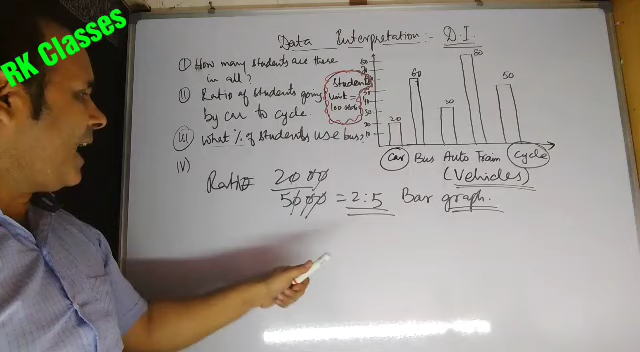 RK Classes
Data Interpretation:- D.I.
(I) How many students are there
in all?
(II) Ratio of students going
by car to cycle.
(III) What % of students use bus?
(IV)
Students
unit =
20
60
30
80
50
Car Bus Auto Train Cycle
(Vehicles)
Bar graph.
Ratio 2000
5000 = 2:5